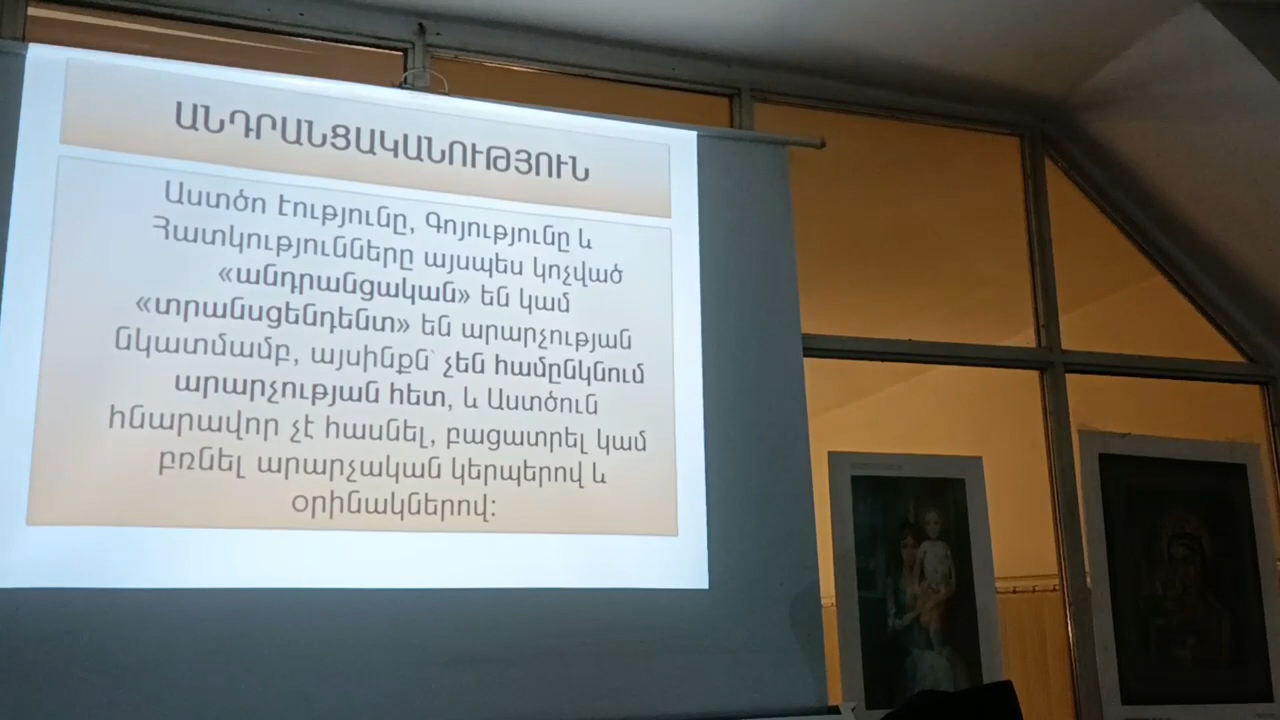 ԱՆԴՐԱՆՑԱԿԱՆՈՒԹՅՈՒՆ
Աստծո էությունը, Գոյությունը և
Հատկությունները այսպես կոչված
«անդրանցական» են կամ
«տրանսցենդենտ» են արարչության
նկատմամբ, այսինքն՝ չեն համընկնում
արարչության հետ, և Աստծուն
հնարավոր չէ հասնել, բացատրել կամ
բռնել արարչական կերպերով և
օրինակներով: